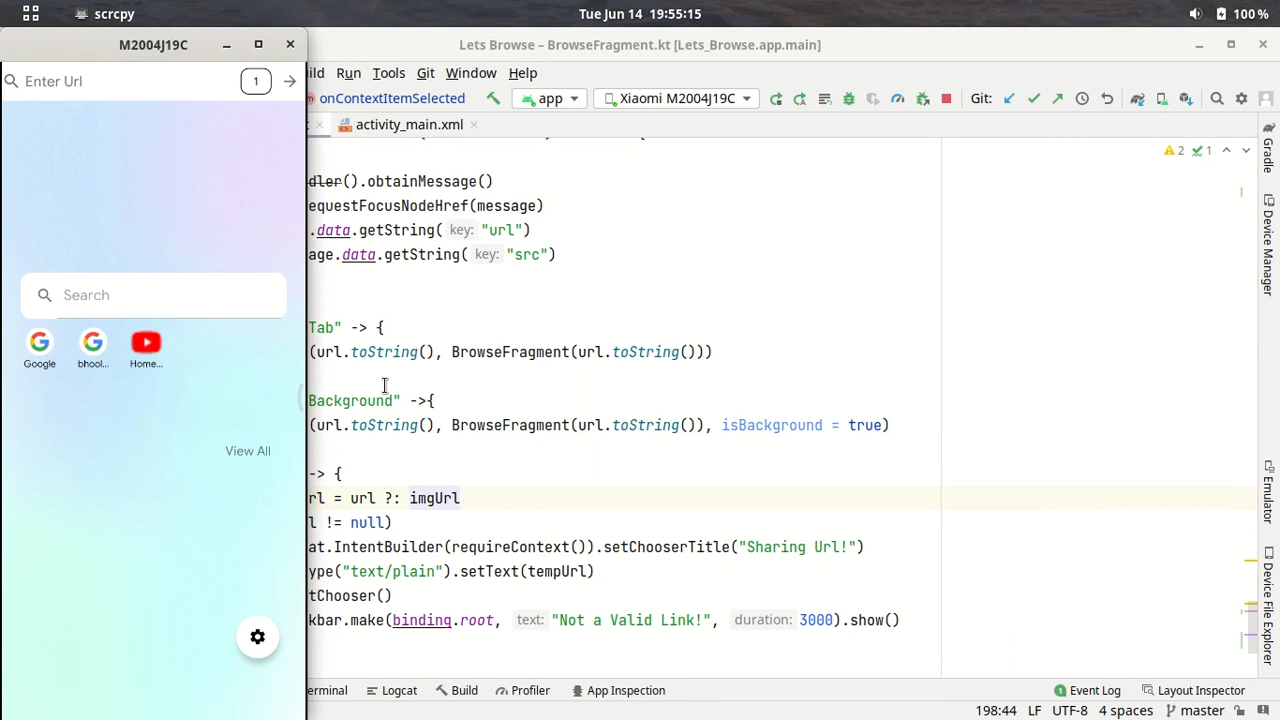 scrcpy
Tue Jun 14 19:55:15
100 %
M2004J19C
Lets Browse – BrowseFragment.kt [Lets_Browse.app.main]
Enter Url
1
ild Run Tools Git Window Help
onContextItemSelected
app
Xiaomi M2004J19C
Git:
activity_main.xml
2 1
dler().obtainMessage()
equestFocusNodeHref(message)
.data.getString( key: "url")
age.data.getString( key: "src")
Search
Tab" -> {
(url.toString(), BrowseFragment(url.toString()))
Google
bhool...
Home...
Background" ->{
(url.toString(), BrowseFragment(url.toString()), isBackground = true)
View All
-> {
rl = url ?: imgUrl
l != null)
at.IntentBuilder(requireContext()).setChooserTitle("Sharing Url!")
ype("text/plain").setText(tempUrl)
tChooser()
kbar.make(binding.root, text: "Not a Valid Link!", duration: 3000).show()
Gradle
Device Manager
Emulator
Device File Explorer
erminal
Logcat
Build
Profiler
App Inspection
1 Event Log
Layout Inspector
198:44 LF UTF-8 4 spaces master